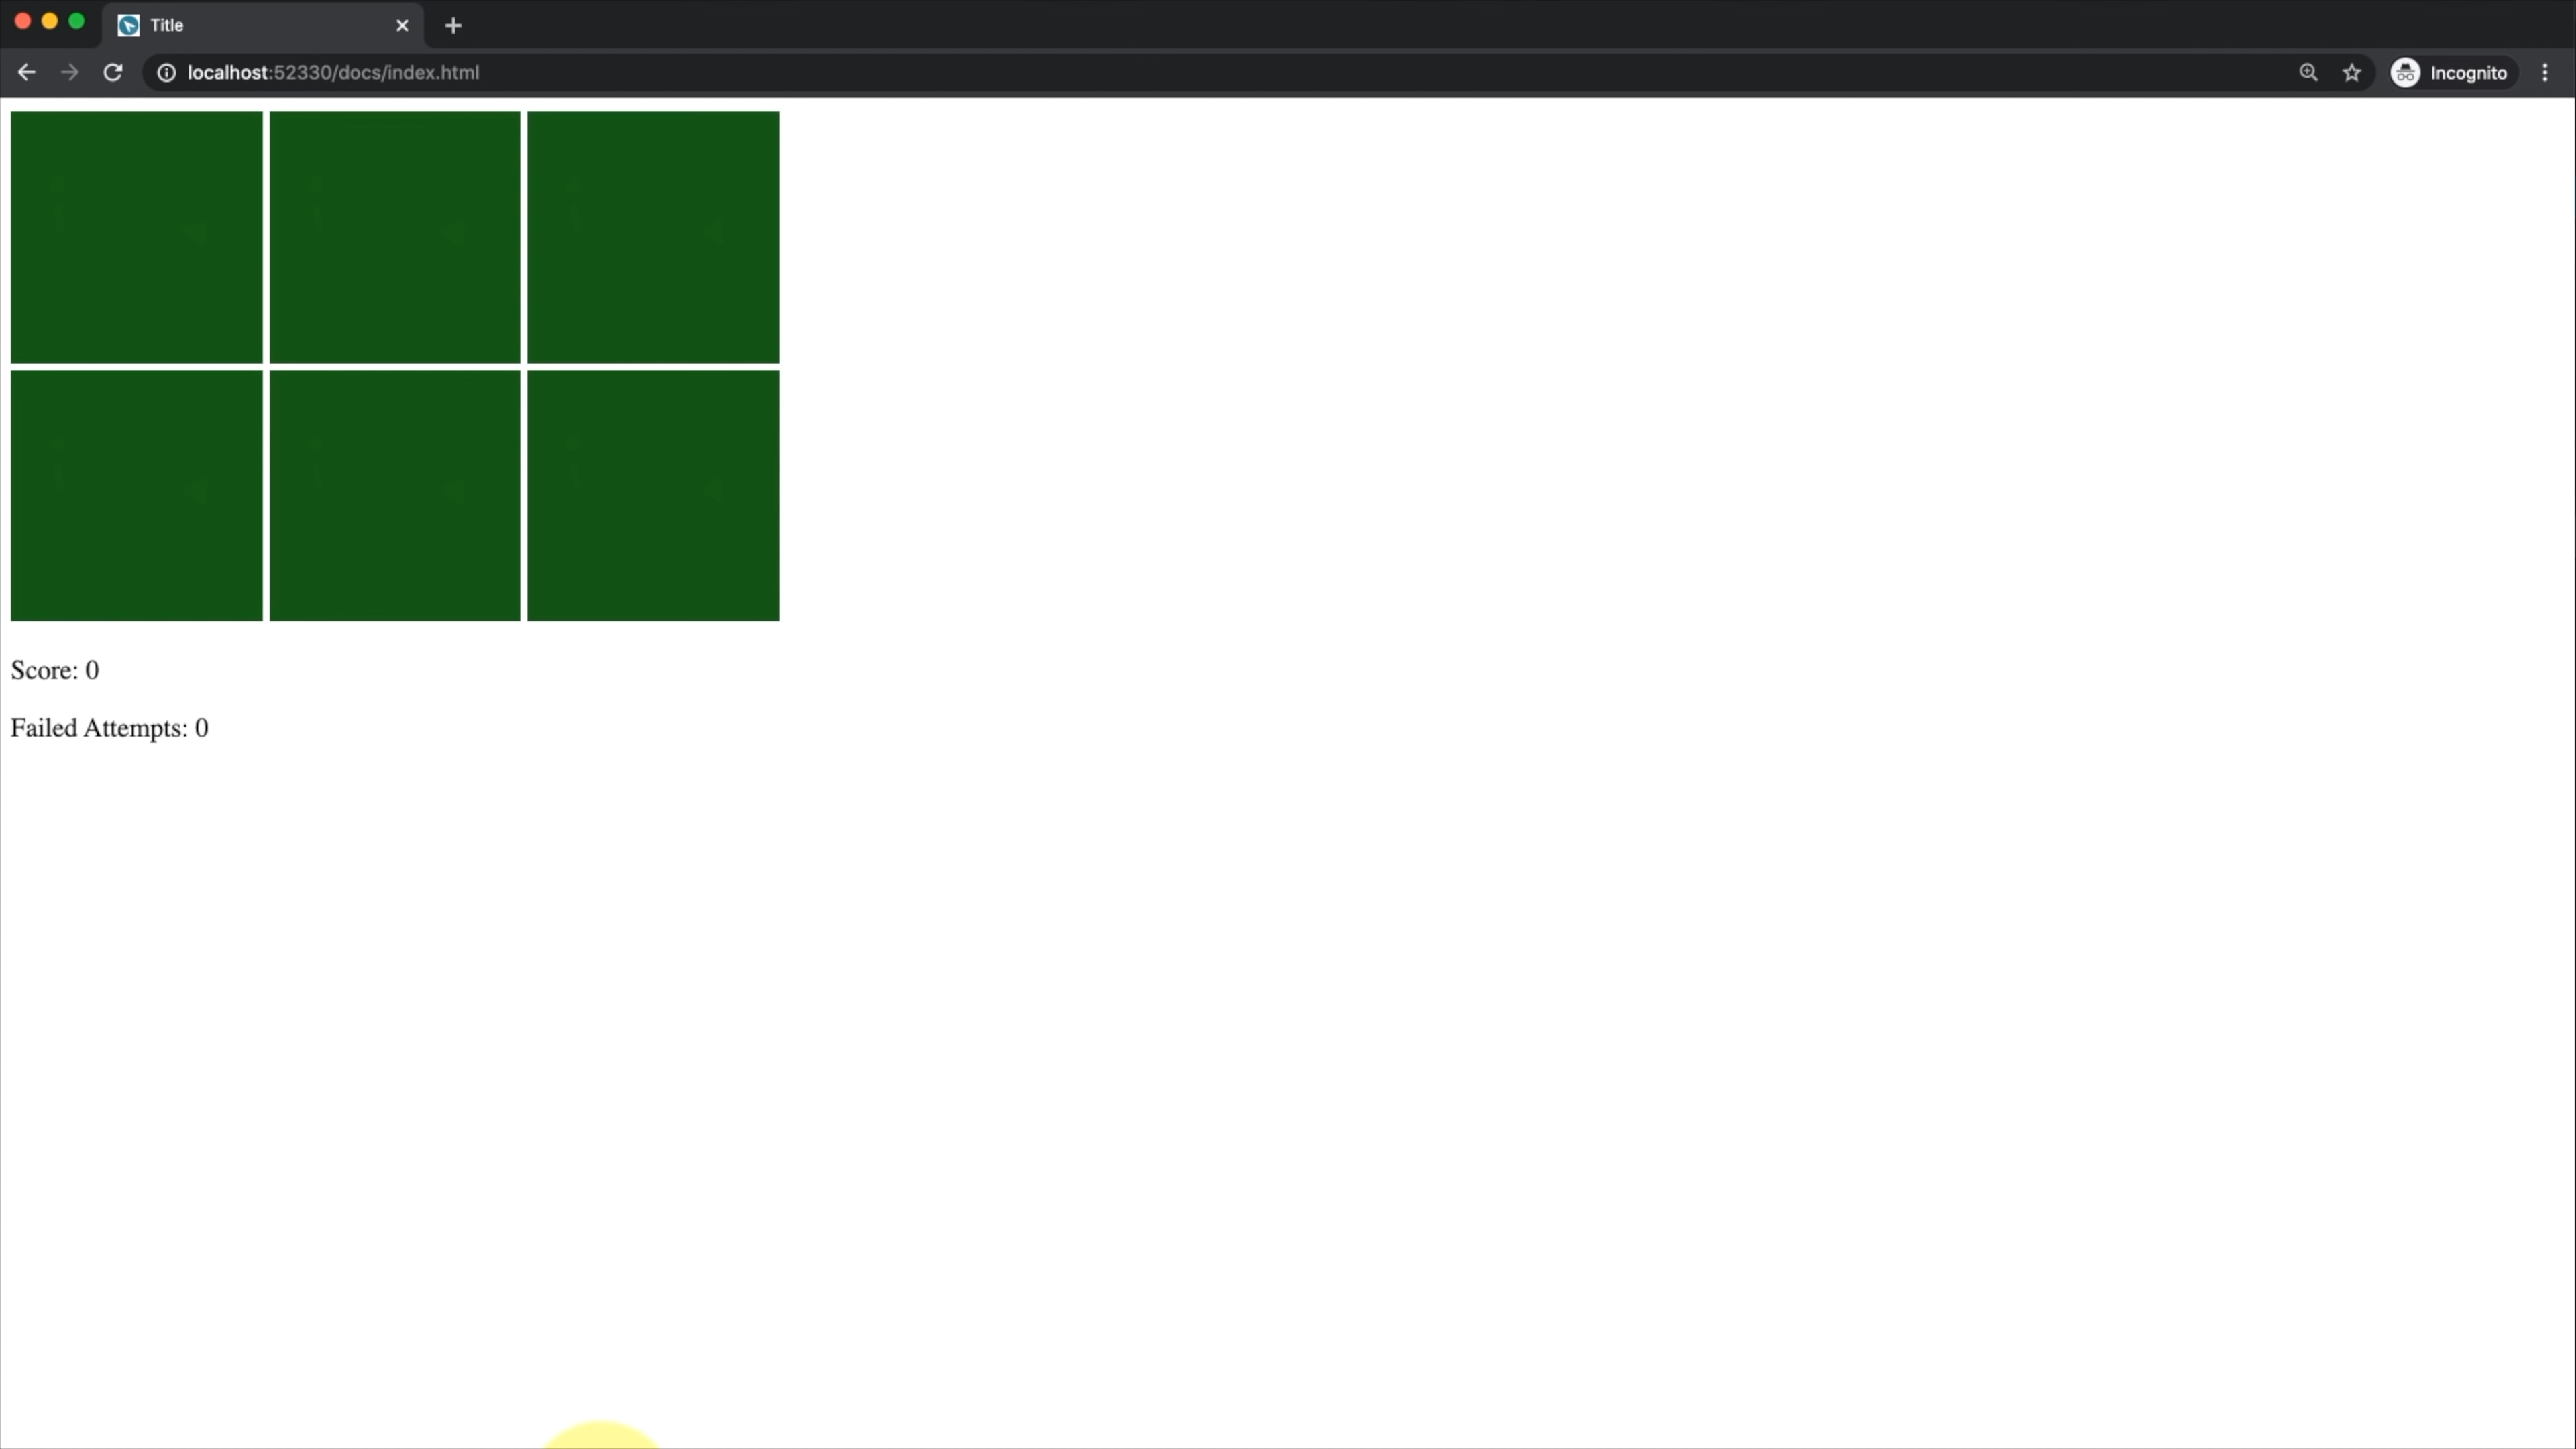 Title
localhost:52330/docs/index.html
Incognito
Score: 0
Failed Attempts: 0